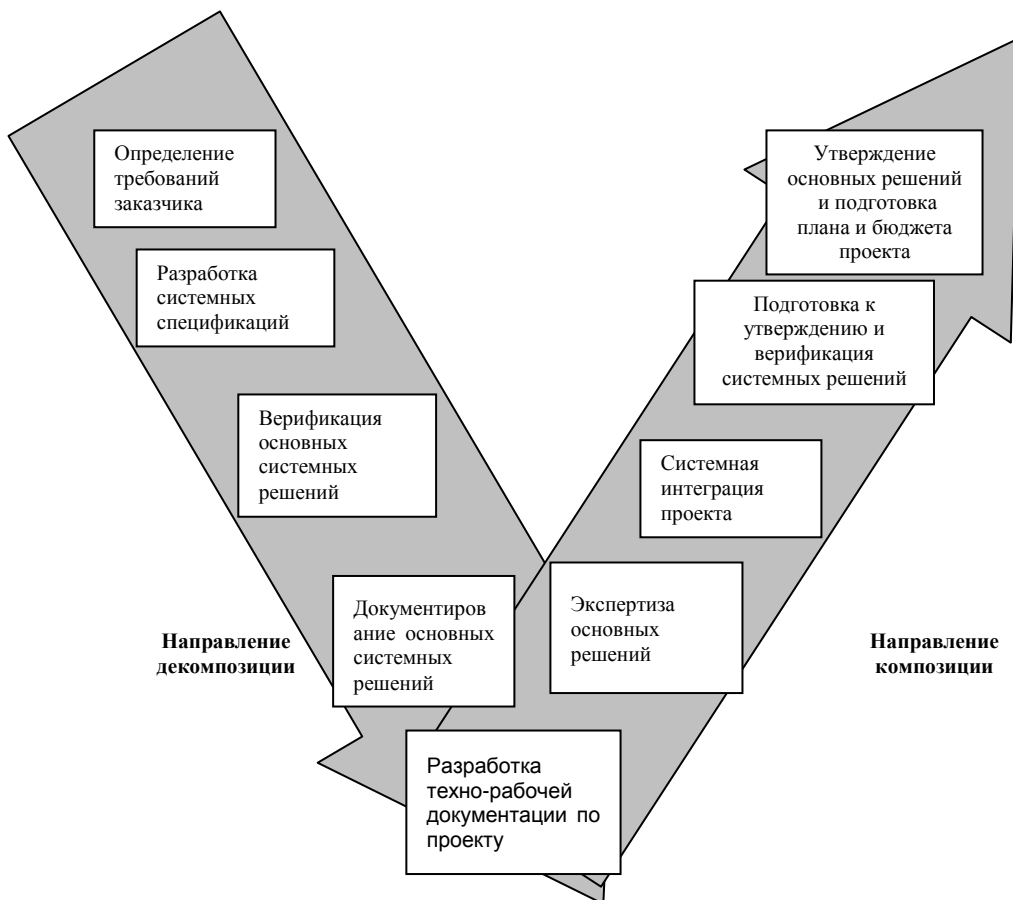 Определение
требований
заказчика
Разработка
системных
спецификаций
Верификация
основных
системных
решений
Документиров
ание основных
системных
решений
Направление
декомпозиции
Разработка
техно-рабочей
документации по
проекту
Экспертиза
основных
решений
Системная
интеграция
проекта
Подготовка к
утверждению и
верификация
системных решений
Утверждение
основных решений
и подготовка
плана и бюджета
проекта
Направление
композиции